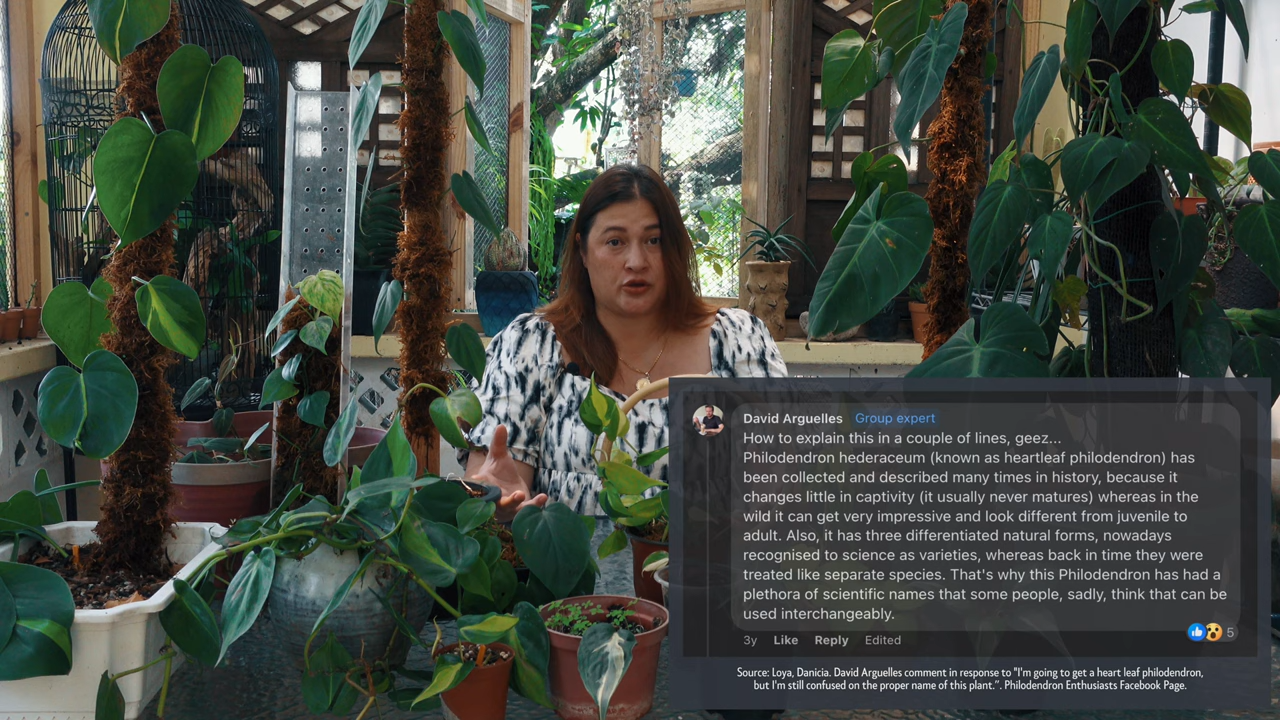 David Arguelles Group expert
How to explain this in a couple of lines, geez...
Philodendron hederaceum (known as heartleaf philodendron) has
been collected and described many times in history, because it
changes little in captivity (it usually never matures) whereas in the
wild it can get very impressive and look different from juvenile to
adult. Also, it has three differentiated natural forms, nowadays
recognised to science as varieties, whereas back in time they were
treated like separate species. That's why this Philodendron has had a
plethora of scientific names that some people, sadly, think that can be
used interchangeably.
3y Like Reply Edited 5
Source: Loya, Danicia. David Arguelles comment in response to "I'm going to get a heart leaf philodendron,
but I'm still confused on the proper name of this plant.". Philodendron Enthusiasts Facebook Page.